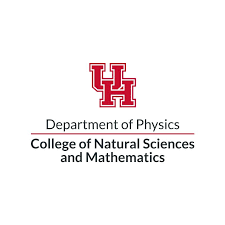 UH
Department of Physics
College of Natural Sciences
and Mathematics